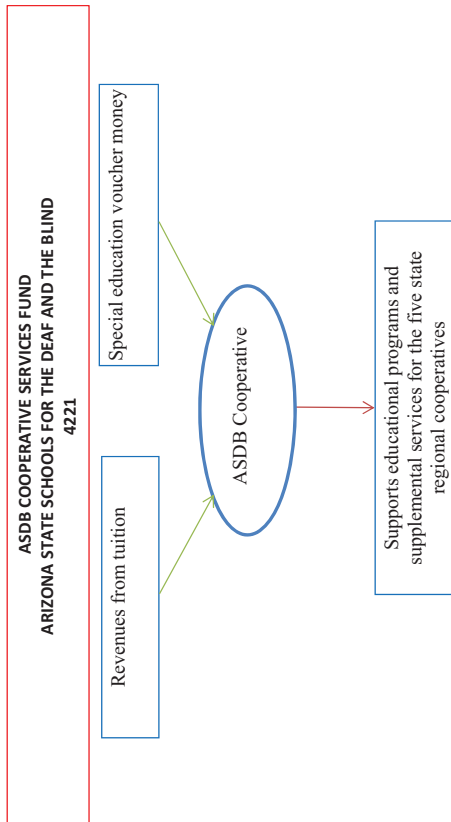 ASDB COOPERATIVE SERVICES FUND
ARIZONA STATE SCHOOLS FOR THE DEAF AND THE BLIND
4221
Revenues from tuition
Special education voucher money
ASDB Cooperative
Supports educational programs and
supplemental services for the five state
regional cooperatives